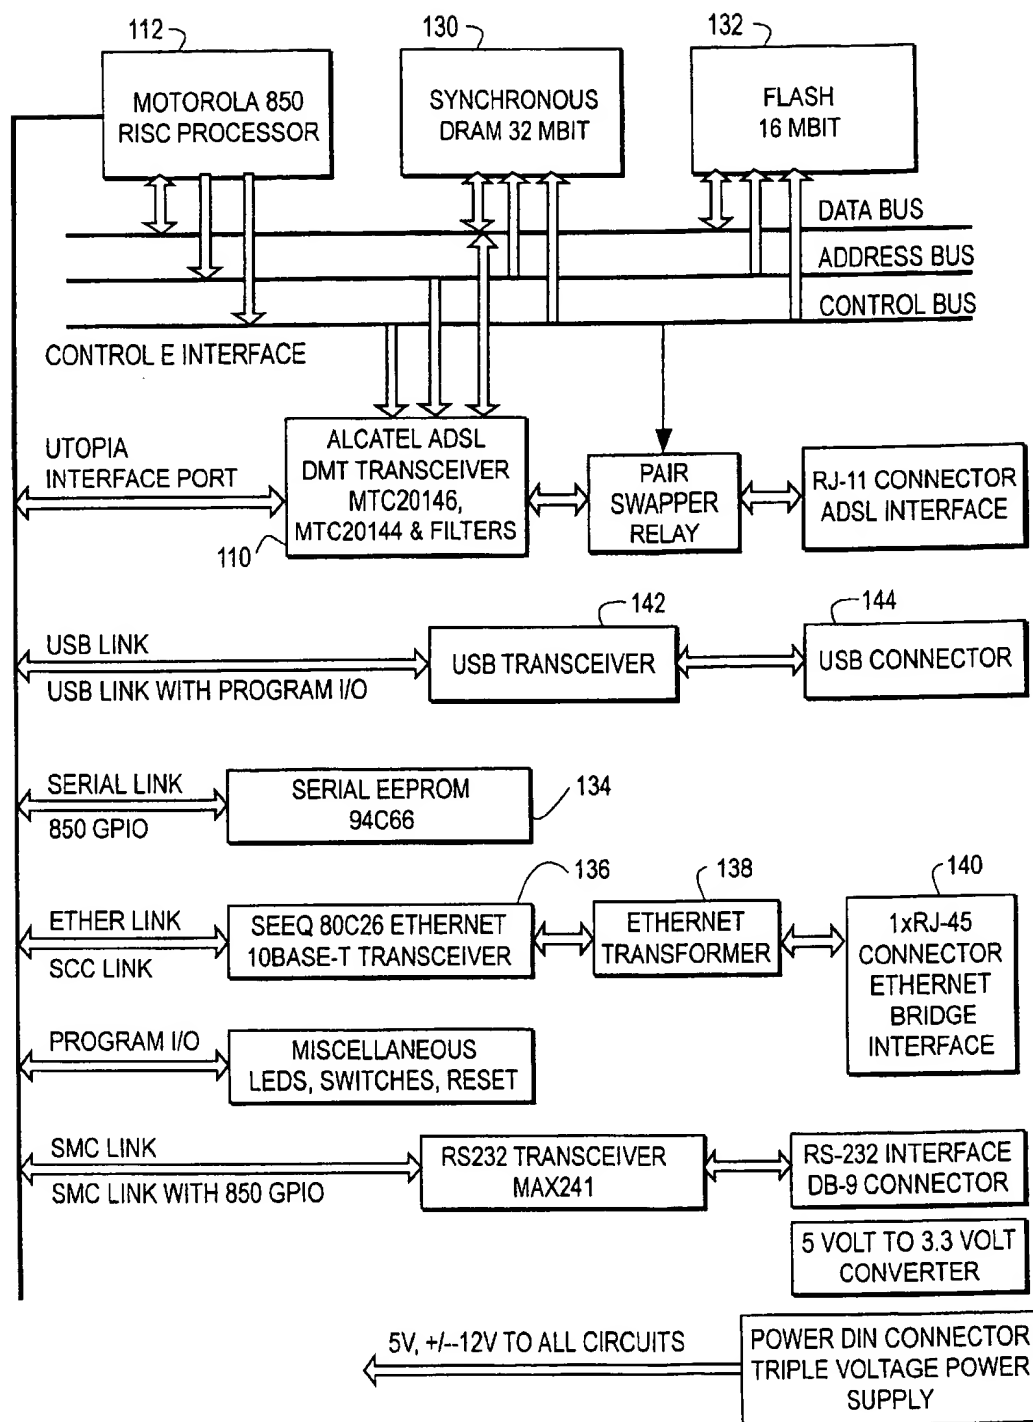 112
130
132
MOTOROLA 850
RISC PROCESSOR
SYNCHRONOUS
DRAM 32 MBIT
FLASH
16 MBIT
DATA BUS
ADDRESS BUS
CONTROL BUS
CONTROL E INTERFACE
UTOPIA
INTERFACE PORT
ALCATEL ADSL
DMT TRANSCEIVER
MTC20146,
MTC20144 & FILTERS
110
PAIR
SWAPPER
RELAY
RJ-11 CONNECTOR
ADSL INTERFACE
142
144
USB LINK
USB LINK WITH PROGRAM I/O
USB TRANSCEIVER
USB CONNECTOR
SERIAL LINK
850 GPIO
SERIAL EEPROM
94C66
134
136
138
140
ETHER LINK
SCC LINK
SEEQ 80C26 ETHERNET
10BASE-T TRANSCEIVER
ETHERNET
TRANSFORMER
1xRJ-45
CONNECTOR
ETHERNET
BRIDGE
INTERFACE
PROGRAM I/O
MISCELLANEOUS
LEDS, SWITCHES, RESET
SMC LINK
SMC LINK WITH 850 GPIO
RS232 TRANSCEIVER
MAX241
RS-232 INTERFACE
DB-9 CONNECTOR
5 VOLT TO 3.3 VOLT
CONVERTER
5V, +/--12V TO ALL CIRCUITS
POWER DIN CONNECTOR
TRIPLE VOLTAGE POWER
SUPPLY